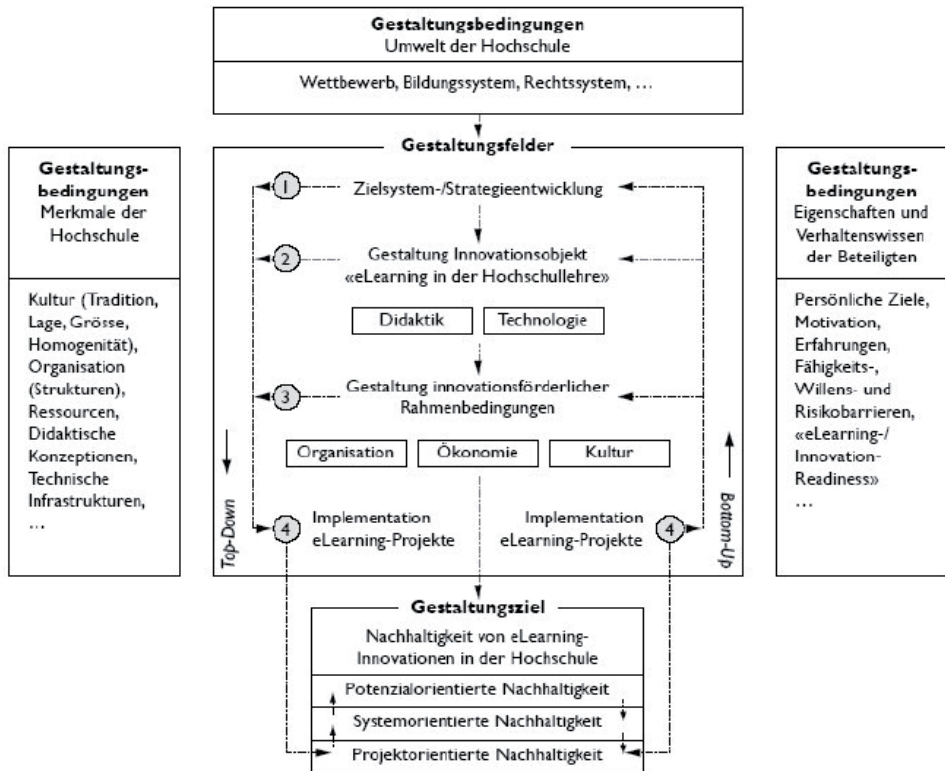 Gestaltungsbedingungen
Umwelt der Hochschule
Wettbewerb, Bildungssystem, Rechtssystem, …
Gestaltungs-
bedingungen
Merkmale der
Hochschule
Kultur (Tradition,
Lage, Grösse,
Homogenität),
Organisation
(Strukturen),
Ressourcen,
Didaktische
Konzeptionen,
Technische
Infrastrukturen,
…
Gestaltungsfelder
1 Zielsystem-/Strategieentwicklung
2 Gestaltung Innovationsobjekt
«eLearning in der Hochschullehre»
Didaktik Technologie
3 Gestaltung innovationsförderlicher
Rahmenbedingungen
Organisation Ökonomie Kultur
Top-Down
4 Implementation
eLearning-Projekte
Implementation 4
eLearning-Projekte
Bottom-Up
Gestaltungs-
bedingungen
Eigenschaften und
Verhaltenswissen
der Beteiligten
Persönliche Ziele,
Motivation,
Erfahrungen,
Fähigkeits-,
Willens- und
Risikobarrieren,
«eLearning-/
Innovation-
Readiness»
…
Gestaltungsziel
Nachhaltigkeit von eLearning-
Innovationen in der Hochschule
Potenzialorientierte Nachhaltigkeit
Systemorientierte Nachhaltigkeit
Projektorientierte Nachhaltigkeit